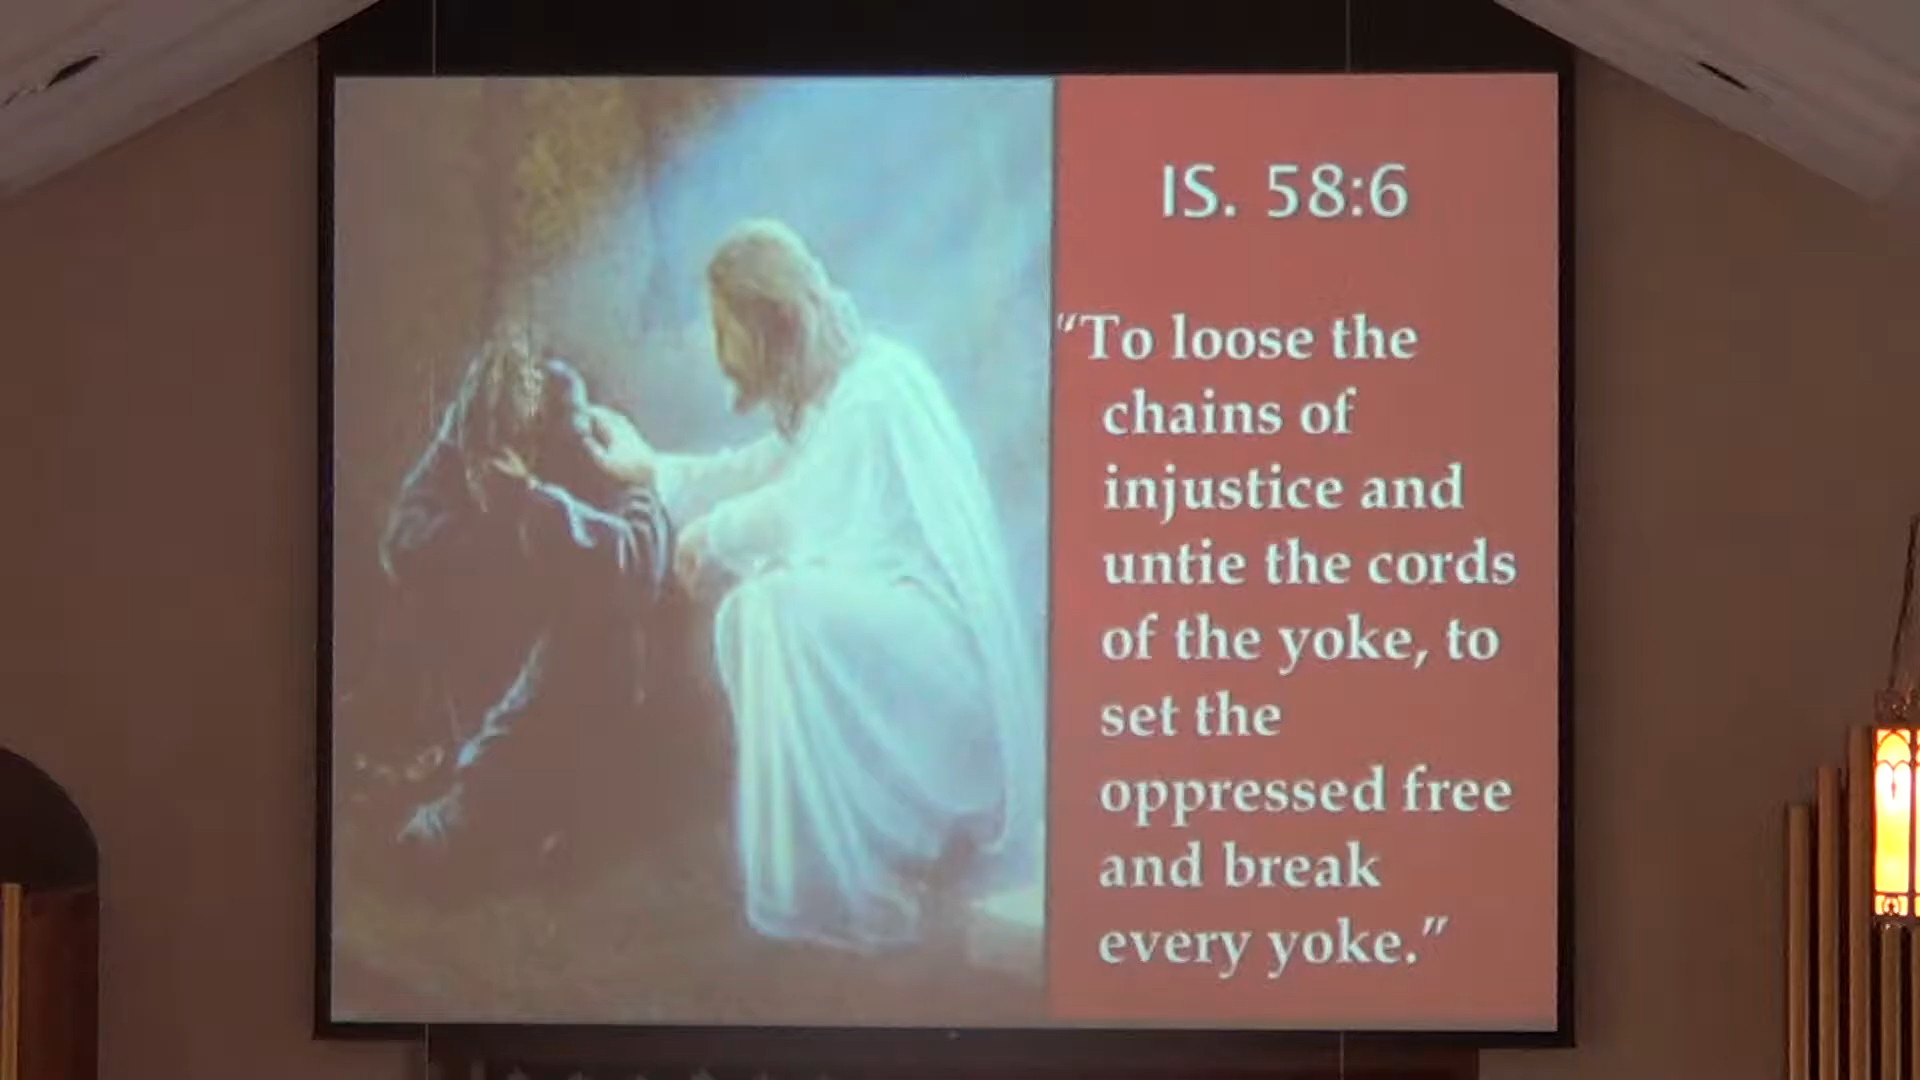 IS. 58:6
“To loose the
chains of
injustice and
untie the cords
of the yoke, to
set the
oppressed free
and break
every yoke.”